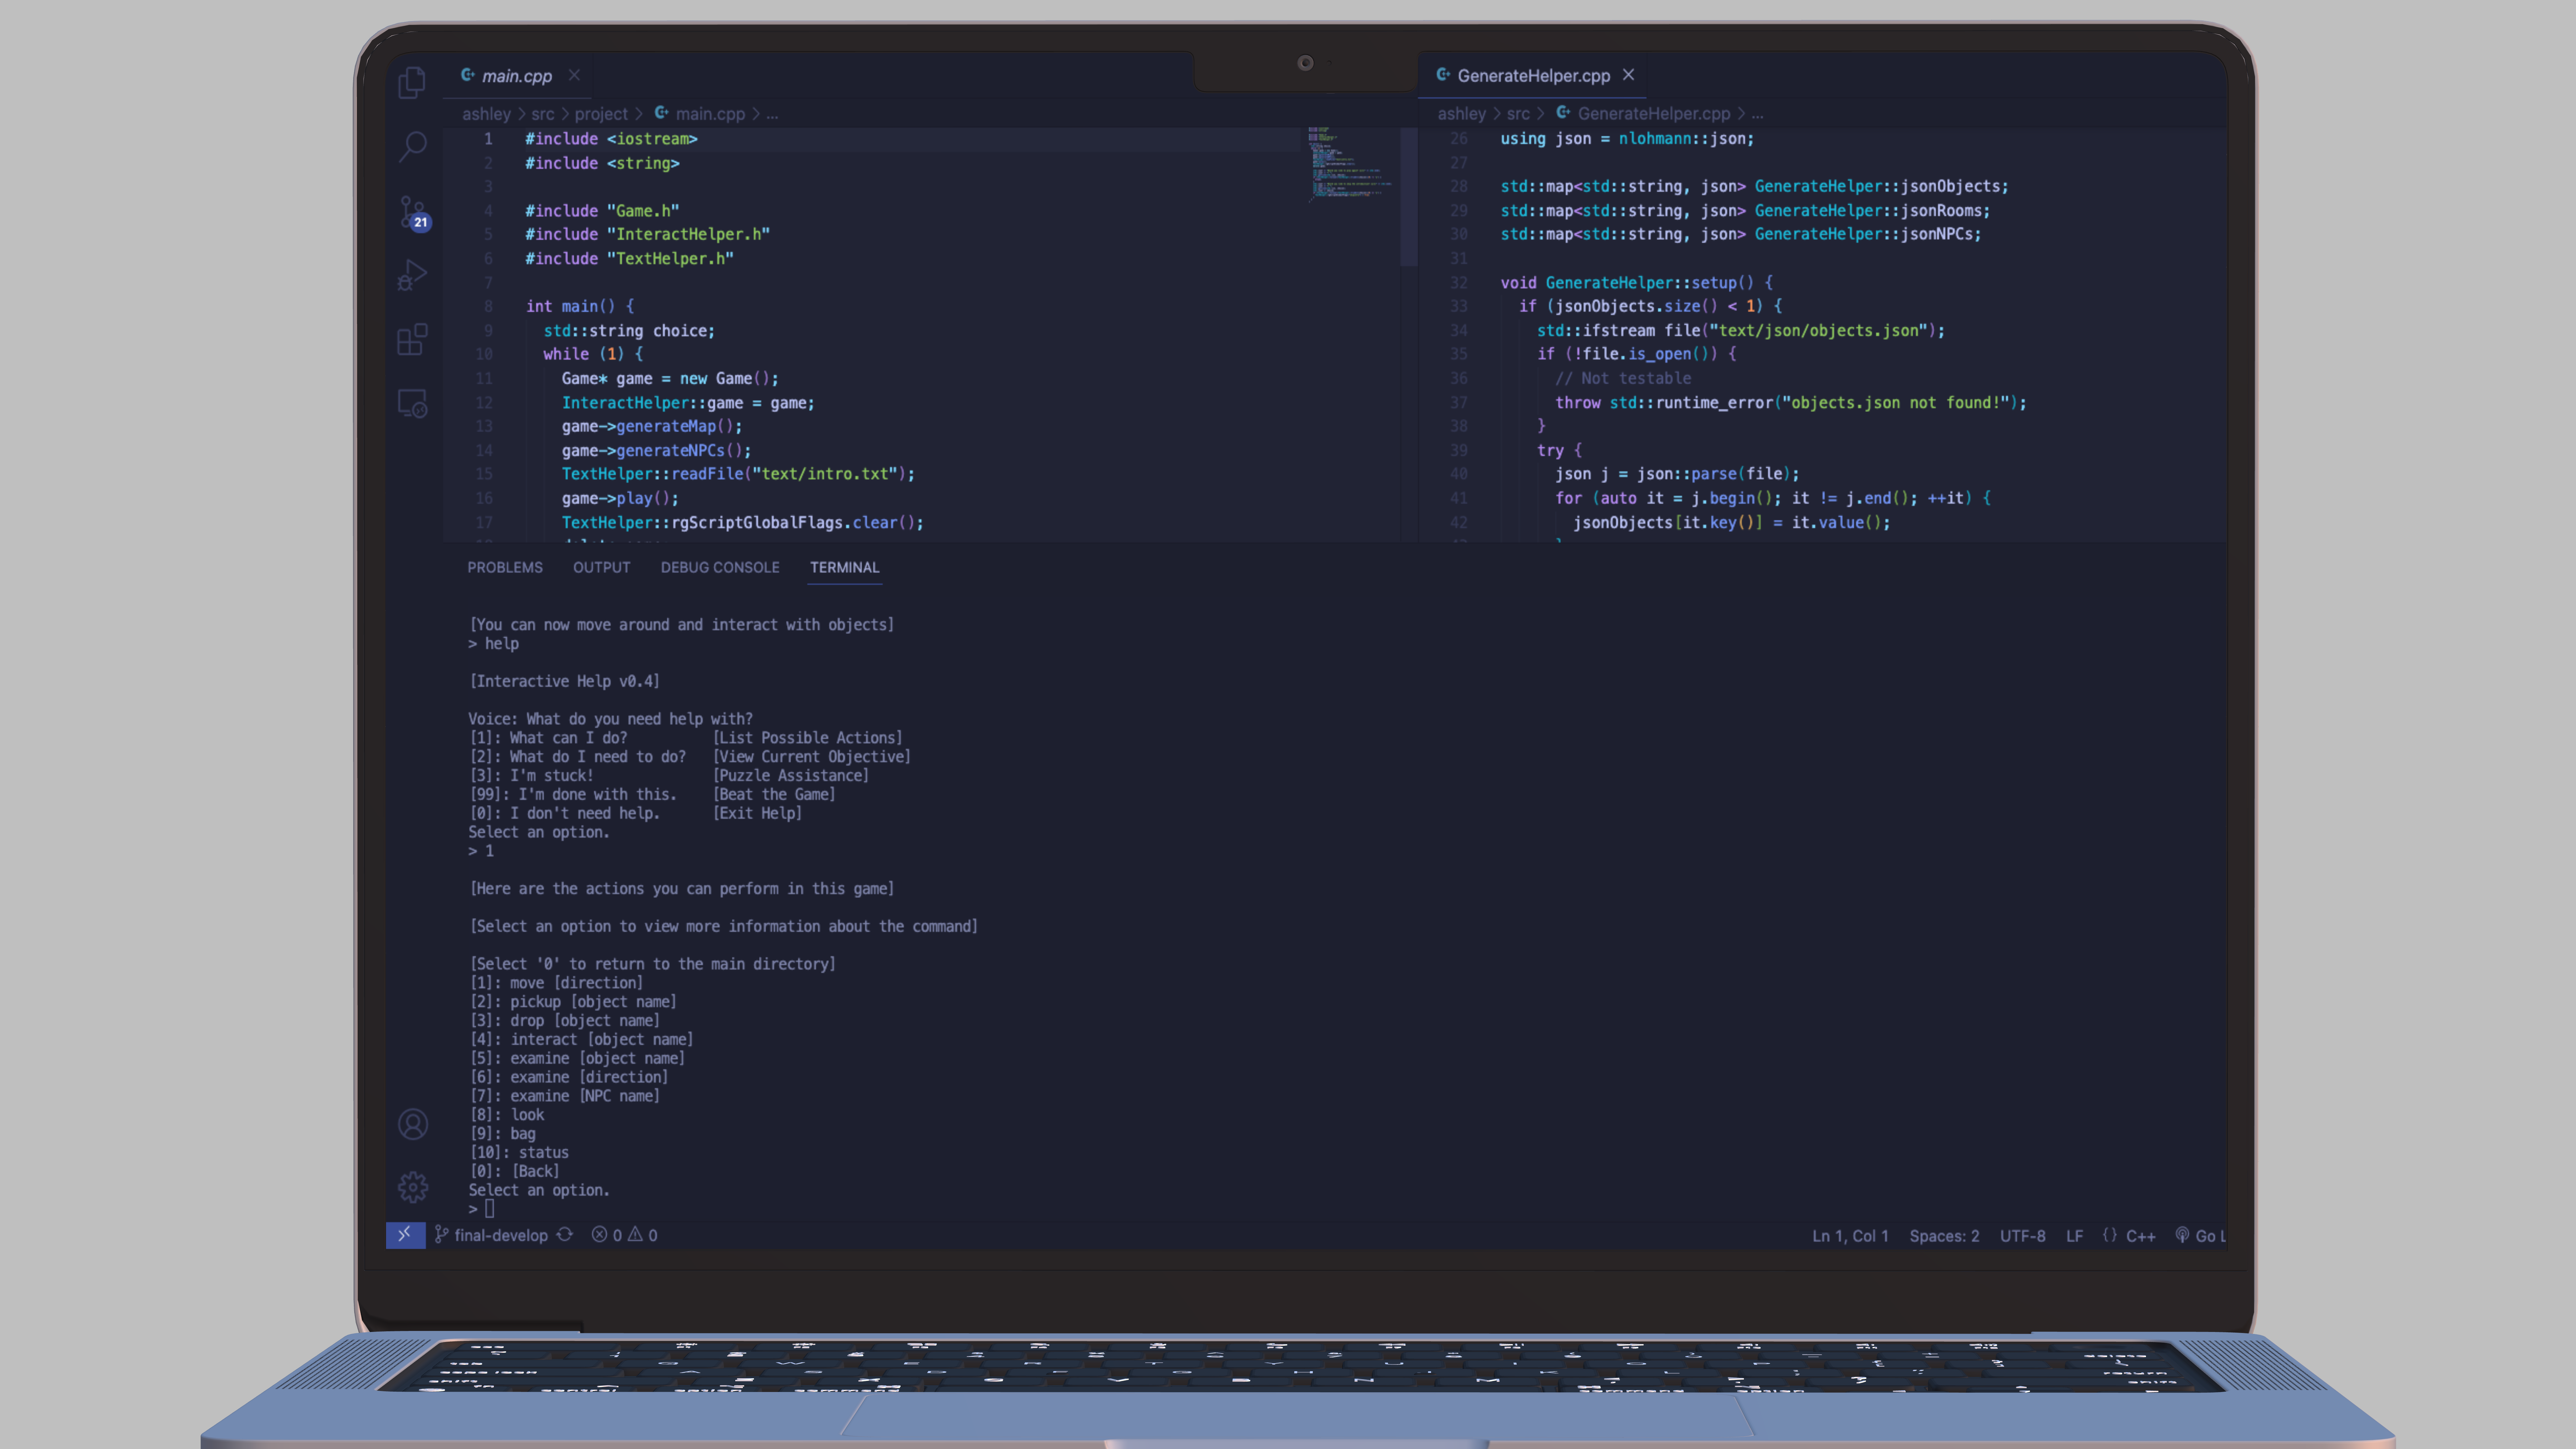 main.cpp
ashley > src > project > main.cpp > ...
1 #include <iostream>
2 #include <string>
3
4 #include "Game.h"
5 #include "InteractHelper.h"
6 #include "TextHelper.h"
7
8 int main() {
9 std::string choice;
10 while (1) {
11 Game* game = new Game();
12 InteractHelper::game = game;
13 game->generateMap();
14 game->generateNPCs();
15 TextHelper::readFile("text/intro.txt");
16 game->play();
17 TextHelper::rgScriptGlobalFlags.clear();
21
GenerateHelper.cpp
ashley > src > GenerateHelper.cpp > ...
26 using json = nlohmann::json;
27
28 std::map<std::string, json> GenerateHelper::jsonObjects;
29 std::map<std::string, json> GenerateHelper::jsonRooms;
30 std::map<std::string, json> GenerateHelper::jsonNPCs;
31
32 void GenerateHelper::setup() {
33 if (jsonObjects.size() < 1) {
34 std::ifstream file("text/json/objects.json");
35 if (!file.is_open()) {
36 // Not testable
37 throw std::runtime_error("objects.json not found!");
38 }
39 try {
40 json j = json::parse(file);
41 for (auto it = j.begin(); it != j.end(); ++it) {
42 jsonObjects[it.key()] = it.value();
PROBLEMS OUTPUT DEBUG CONSOLE TERMINAL
[You can now move around and interact with objects]
> help
[Interactive Help v0.4]
Voice: What do you need help with?
[1]: What can I do? [List Possible Actions]
[2]: What do I need to do? [View Current Objective]
[3]: I'm stuck! [Puzzle Assistance]
[99]: I'm done with this. [Beat the Game]
[0]: I don't need help. [Exit Help]
Select an option.
> 1
[Here are the actions you can perform in this game]
[Select an option to view more information about the command]
[Select '0' to return to the main directory]
[1]: move [direction]
[2]: pickup [object name]
[3]: drop [object name]
[4]: interact [object name]
[5]: examine [object name]
[6]: examine [direction]
[7]: examine [NPC name]
[8]: look
[9]: bag
[10]: status
[0]: [Back]
Select an option.
>
final-develop 0 0 Ln 1, Col 1 Spaces: 2 UTF-8 LF {} C++ Go L